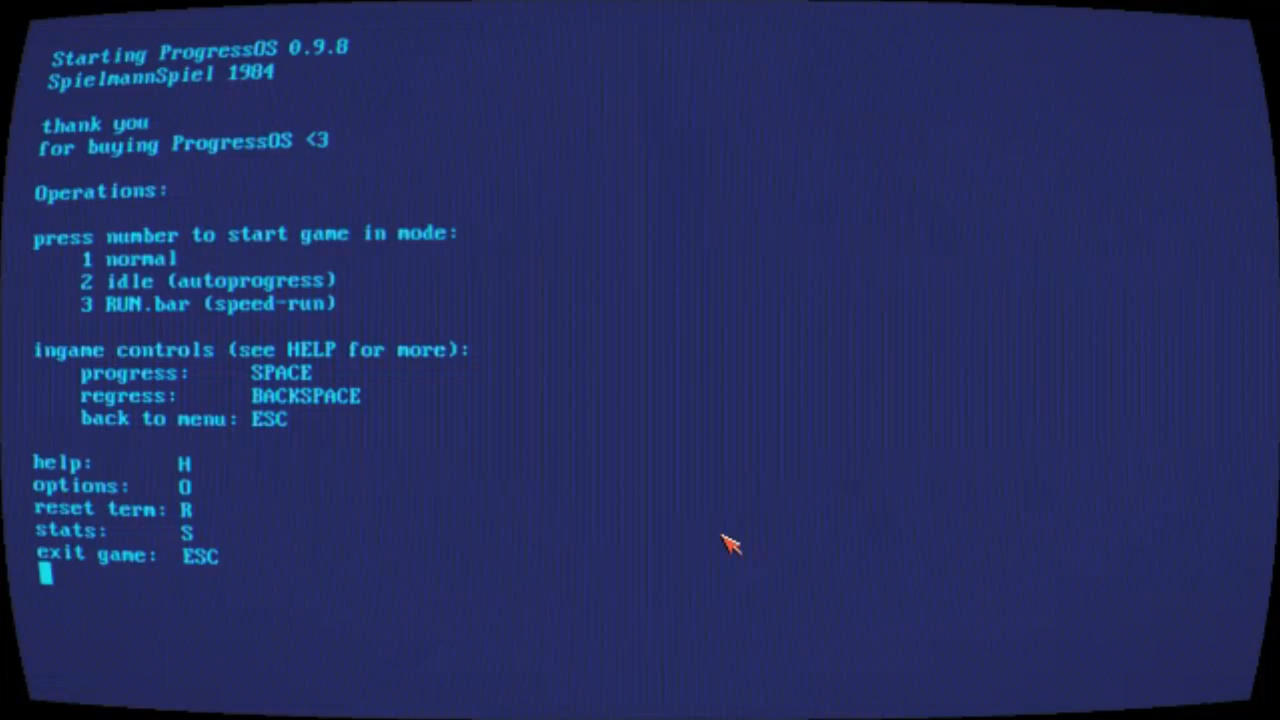 Starting ProgressOS 0.9.8
SpielmannSpiel 1984
thank you
for buying ProgressOS <3
Operations:
press number to start game in mode:
1 normal
2 idle (autoprogress)
3 RUN.bar (speed-run)
ingame controls (see HELP for more):
progress: SPACE
regress: BACKSPACE
back to menu: ESC
help: H
options: O
reset term: R
stats: S
exit game: ESC